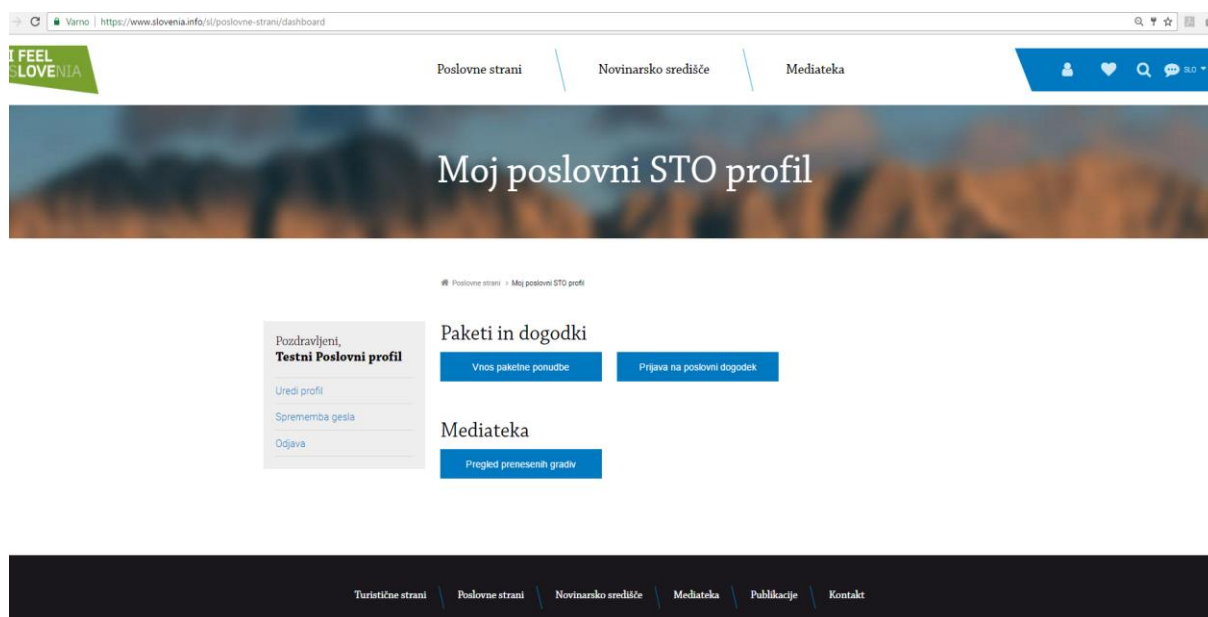 Varno | https://www.slovenia.info/sl/poslovne-strani/dashboard
I FEEL
SLOVENIA
Poslovne strani
Novinarsko središče
Mediateka
SLO
Moj poslovni STO profil
Poslovne strani > Moj poslovni STO profil
Pozdravljeni,
Testni Poslovni profil
Uredi profil
Sprememba gesla
Odjava
Paketi in dogodki
Vnos paketne ponudbe
Prijava na poslovni dogodek
Mediateka
Pregled prenesenih gradiv
Turistične strani
Poslovne strani
Novinarsko središče
Mediateka
Publikacije
Kontakt